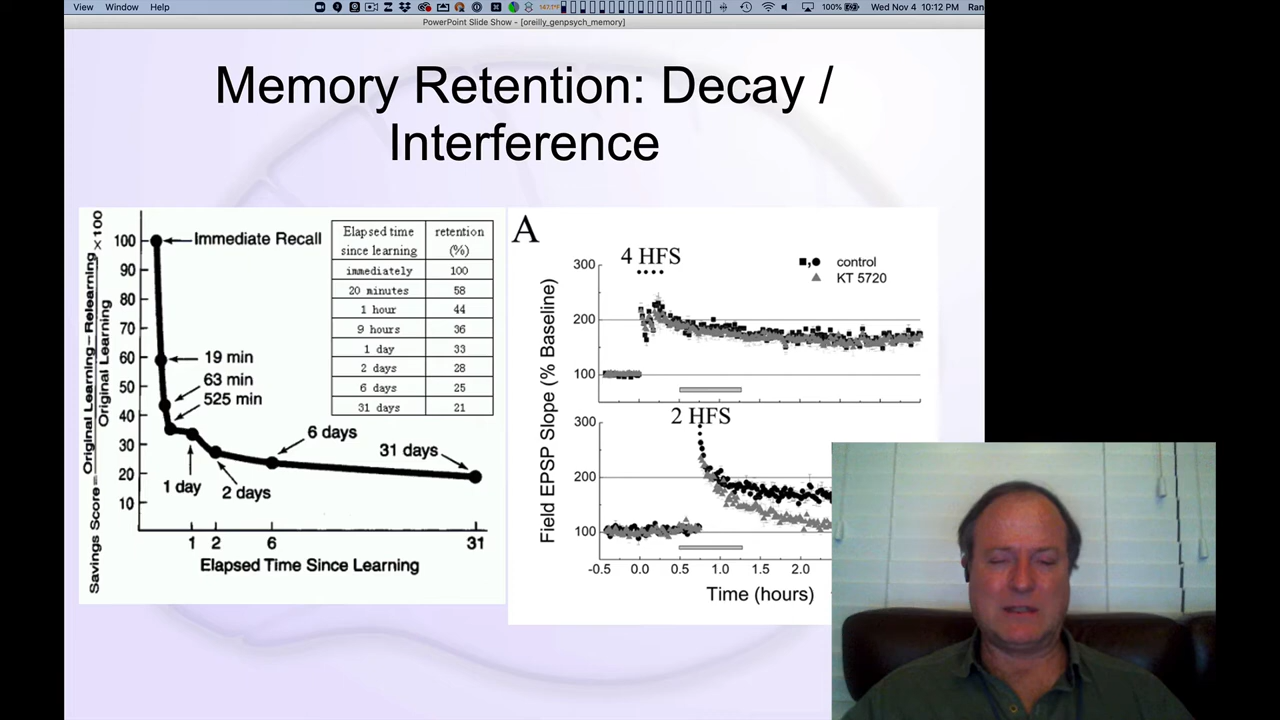 View Window Help
147.1°F
100%
Wed Nov 4 10:12 PM Ran
PowerPoint Slide Show - [oreilly_genpsych_memory]
Memory Retention: Decay /
Interference
Savings Score= Original Learning–Relearning ×100
Original Learning
100
90
80
70
60
50
40
30
20
10
Immediate Recall
19 min
63 min
525 min
1 day
2 days
6 days
31 days
1 2 6 31
Elapsed Time Since Learning
Elapsed time retention
since learning (%)
immediately 100
20 minutes 58
1 hour 44
9 hours 36
1 day 33
2 days 28
6 days 25
31 days 21
A
4 HFS
control
KT 5720
300
200
100
2 HFS
300
200
100
Field EPSP Slope (% Baseline)
-0.5 0.0 0.5 1.0 1.5 2.0
Time (hours)